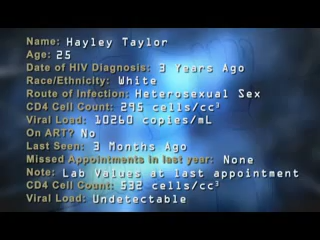 Name: Hayley Taylor
Age: 25
Date of HIV Diagnosis: 3 Years Ago
Race/Ethnicity: White
Route of Infection: Heterosexual Sex
CD4 Cell Count: 295 cells/cc³
Viral Load: 10260 copies/mL
On ART? No
Last Seen: 3 Months Ago
Missed Appointments in last year: None
Note: Lab Values at last appointment
CD4 Cell Count: 532 cells/cc³
Viral Load: Undetectable